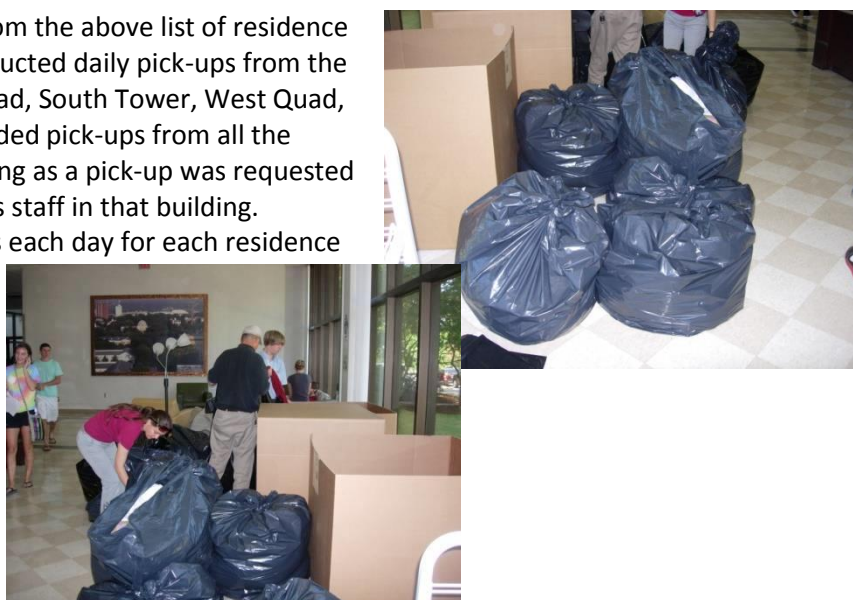 om the above list of residence
ucted daily pick-ups from the
ad, South Tower, West Quad,
ded pick-ups from all the
ng as a pick-up was requested
s staff in that building.
s each day for each residence